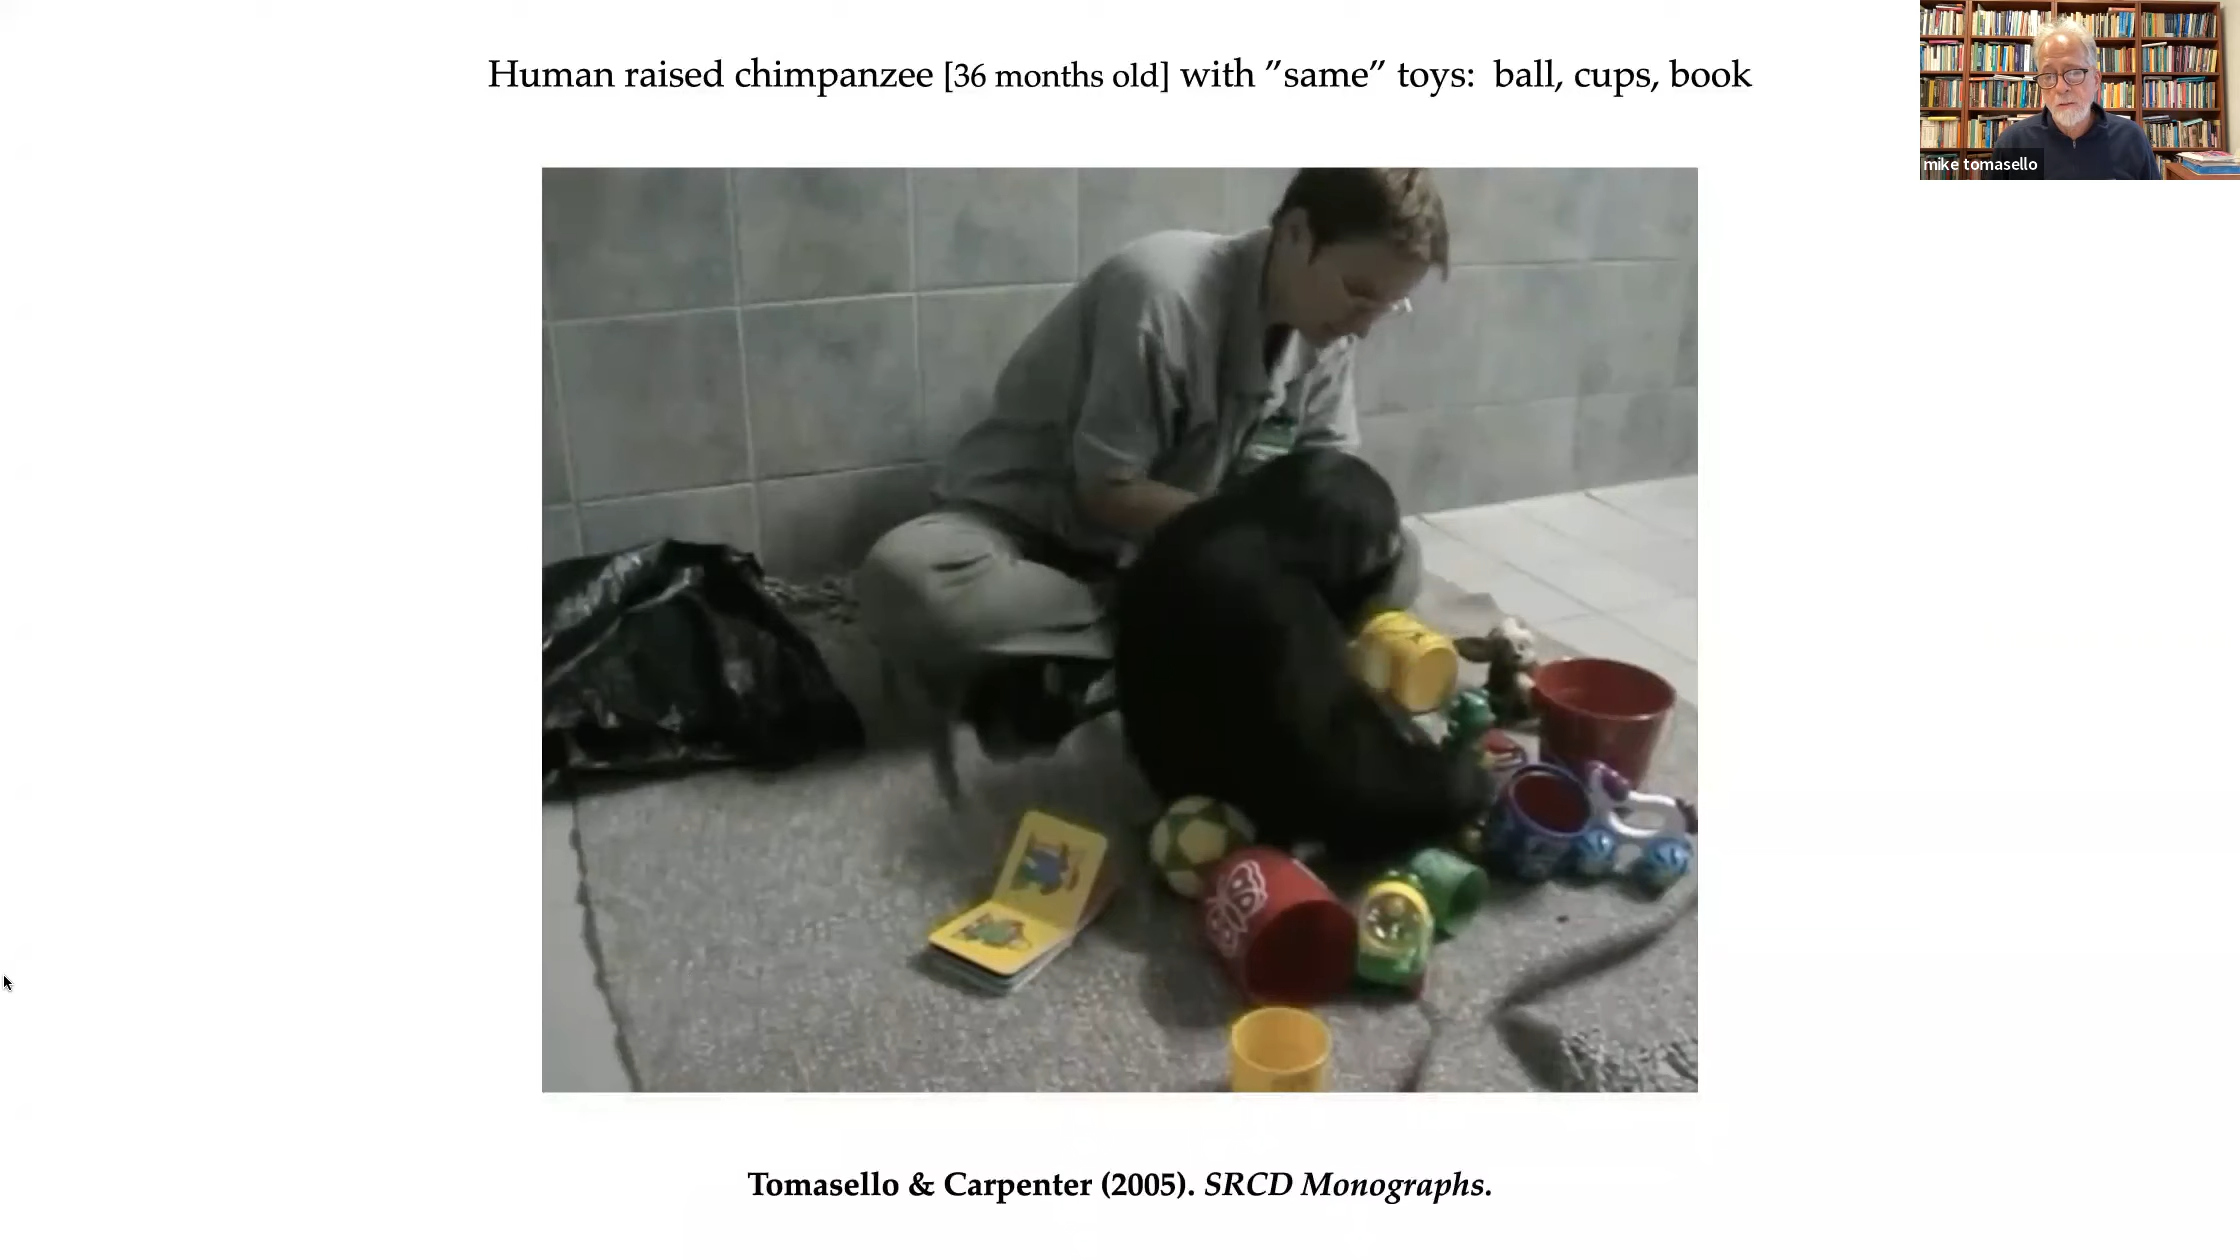 Human raised chimpanzee [36 months old] with ”same” toys: ball, cups, book
mike tomasello
Tomasello & Carpenter (2005). SRCD Monographs.